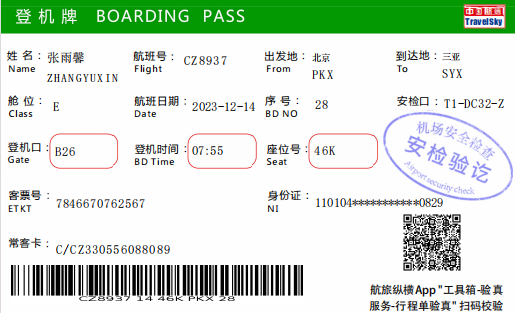 登机牌 BOARDING PASS
中国航信
TravelSky
姓名： 张雨馨 航班号： CZ8937 出发地： 北京 到达地： 三亚
Name ZHANGYUXIN Flight From PKX To SYX
舱位： E 航班日期： 2023-12-14 序号： 28 安检口： T1-DC32-Z
Class Date BD NO
机场安全检查
安检验讫
Airport security check
登机口： B26 登机时间： 07:55 座位号： 46K
Gate BD Time Seat
客票号： 7846670762567 身份证： 110104***********0829
ETKT NI
常客卡： C/CZ330556088089
CZ8937 14 46K PKX 28
航旅纵横App"工具箱-验真
服务-行程单验真"扫码校验